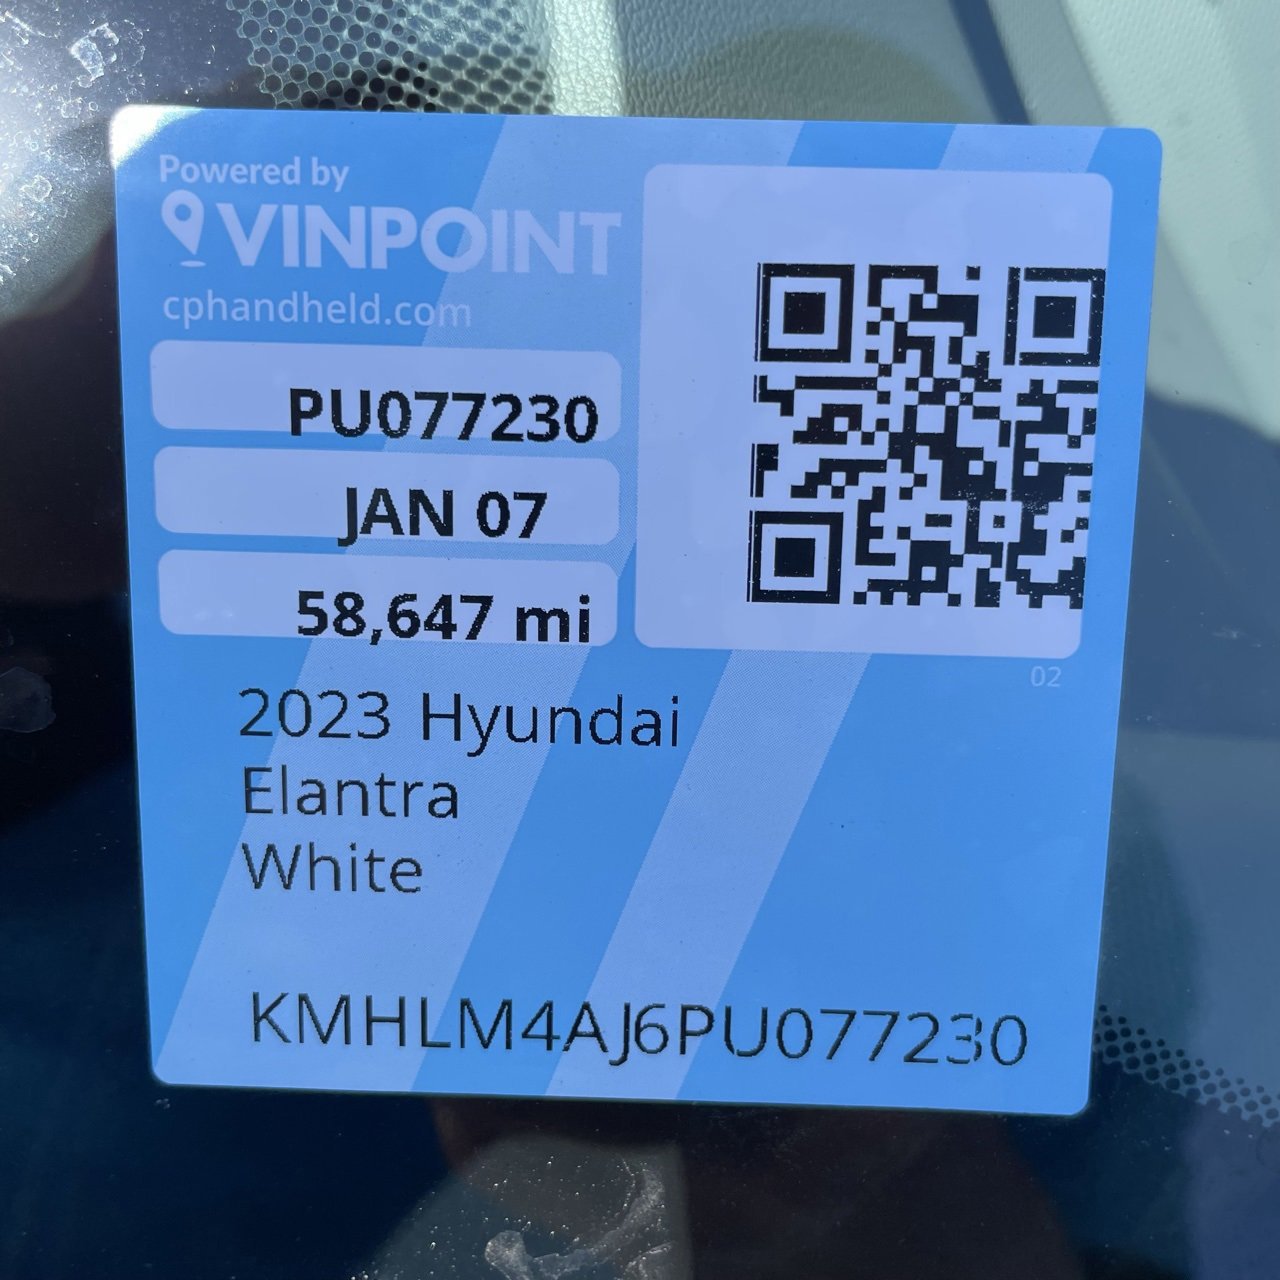 Powered by
VINPOINT
cphandheld.com
PU077230
JAN 07
58,647 mi
02
2023 Hyundai
Elantra
White
KMHLM4AJ6PU077230